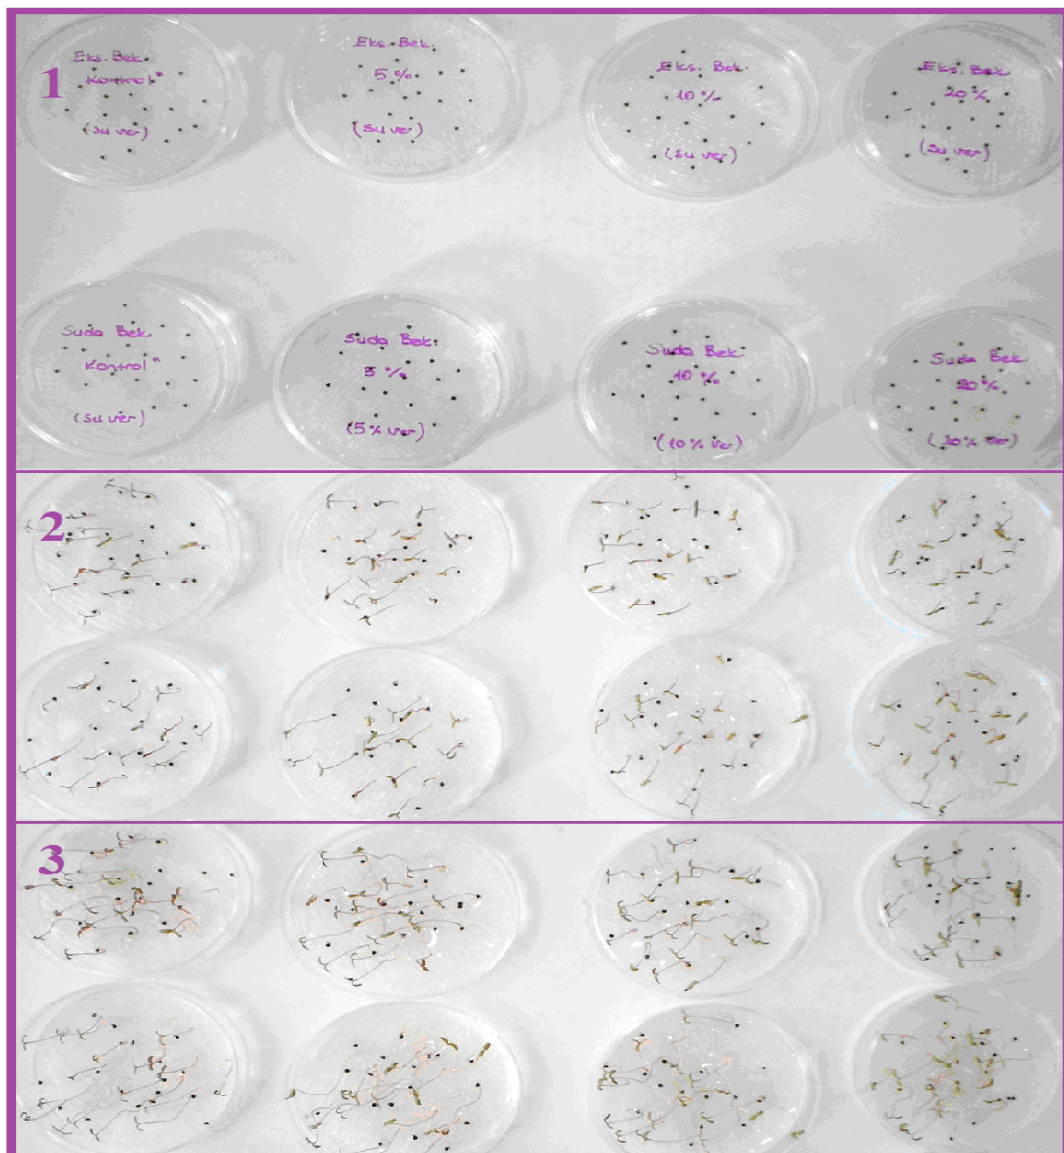 1
Eks. Bek.
Kontrol"
(su ver)
Eks. Bek.
5 %
(su ver)
Eks. Bek.
10 %
(su ver)
Eks. Bek.
20 %
(su ver)
Suda Bek.
Kontrol"
(su ver)
Suda Bek.
5 %
(5 % ver)
Suda Bek.
10 %
(10 % ver)
Suda Bek.
20 %
(20 % ver)
2
3